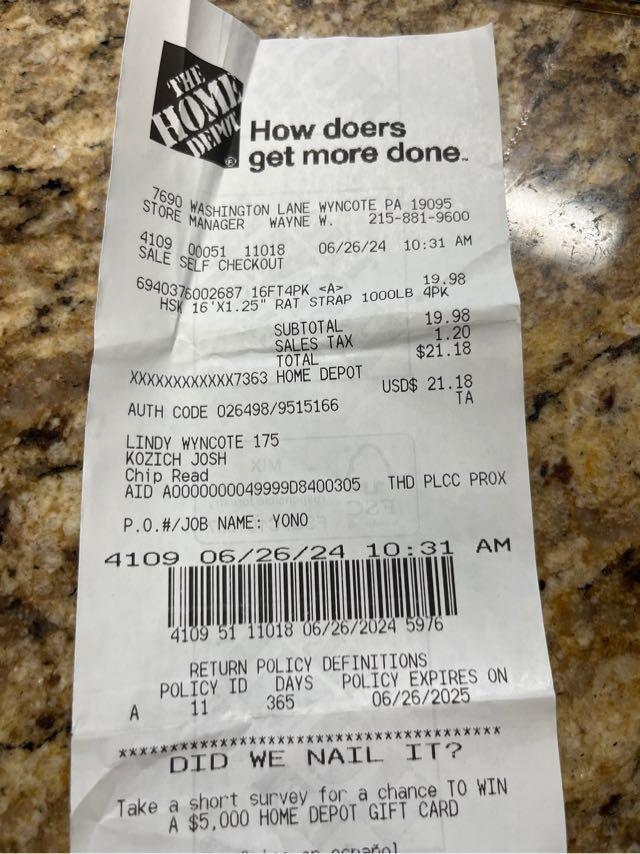 THE
HOME
DEPOT
®
How doers
get more done.™
7690 WASHINGTON LANE WYNCOTE PA 19095
STORE MANAGER WAYNE W. 215-881-9600
4109 00051 11018 06/26/24 10:31 AM
SALE SELF CHECKOUT
6940376002687 16FT4PK <A> 19.98
HSK 16'X1.25" RAT STRAP 1000LB 4PK
SUBTOTAL 19.98
SALES TAX 1.20
TOTAL $21.18
XXXXXXXXXXXX7363 HOME DEPOT
USD$ 21.18
AUTH CODE 026498/9515166 TA
LINDY WYNCOTE 175
KOZICH JOSH
Chip Read
AID A0000000049999D8400305 THD PLCC PROX
P.O.#/JOB NAME: YONO
4109 06/26/24 10:31 AM
4109 51 11018 06/26/2024 5976
RETURN POLICY DEFINITIONS
POLICY ID DAYS POLICY EXPIRES ON
A 11 365 06/26/2025
****************************************
DID WE NAIL IT?
Take a short survey for a chance TO WIN
A $5,000 HOME DEPOT GIFT CARD
en español